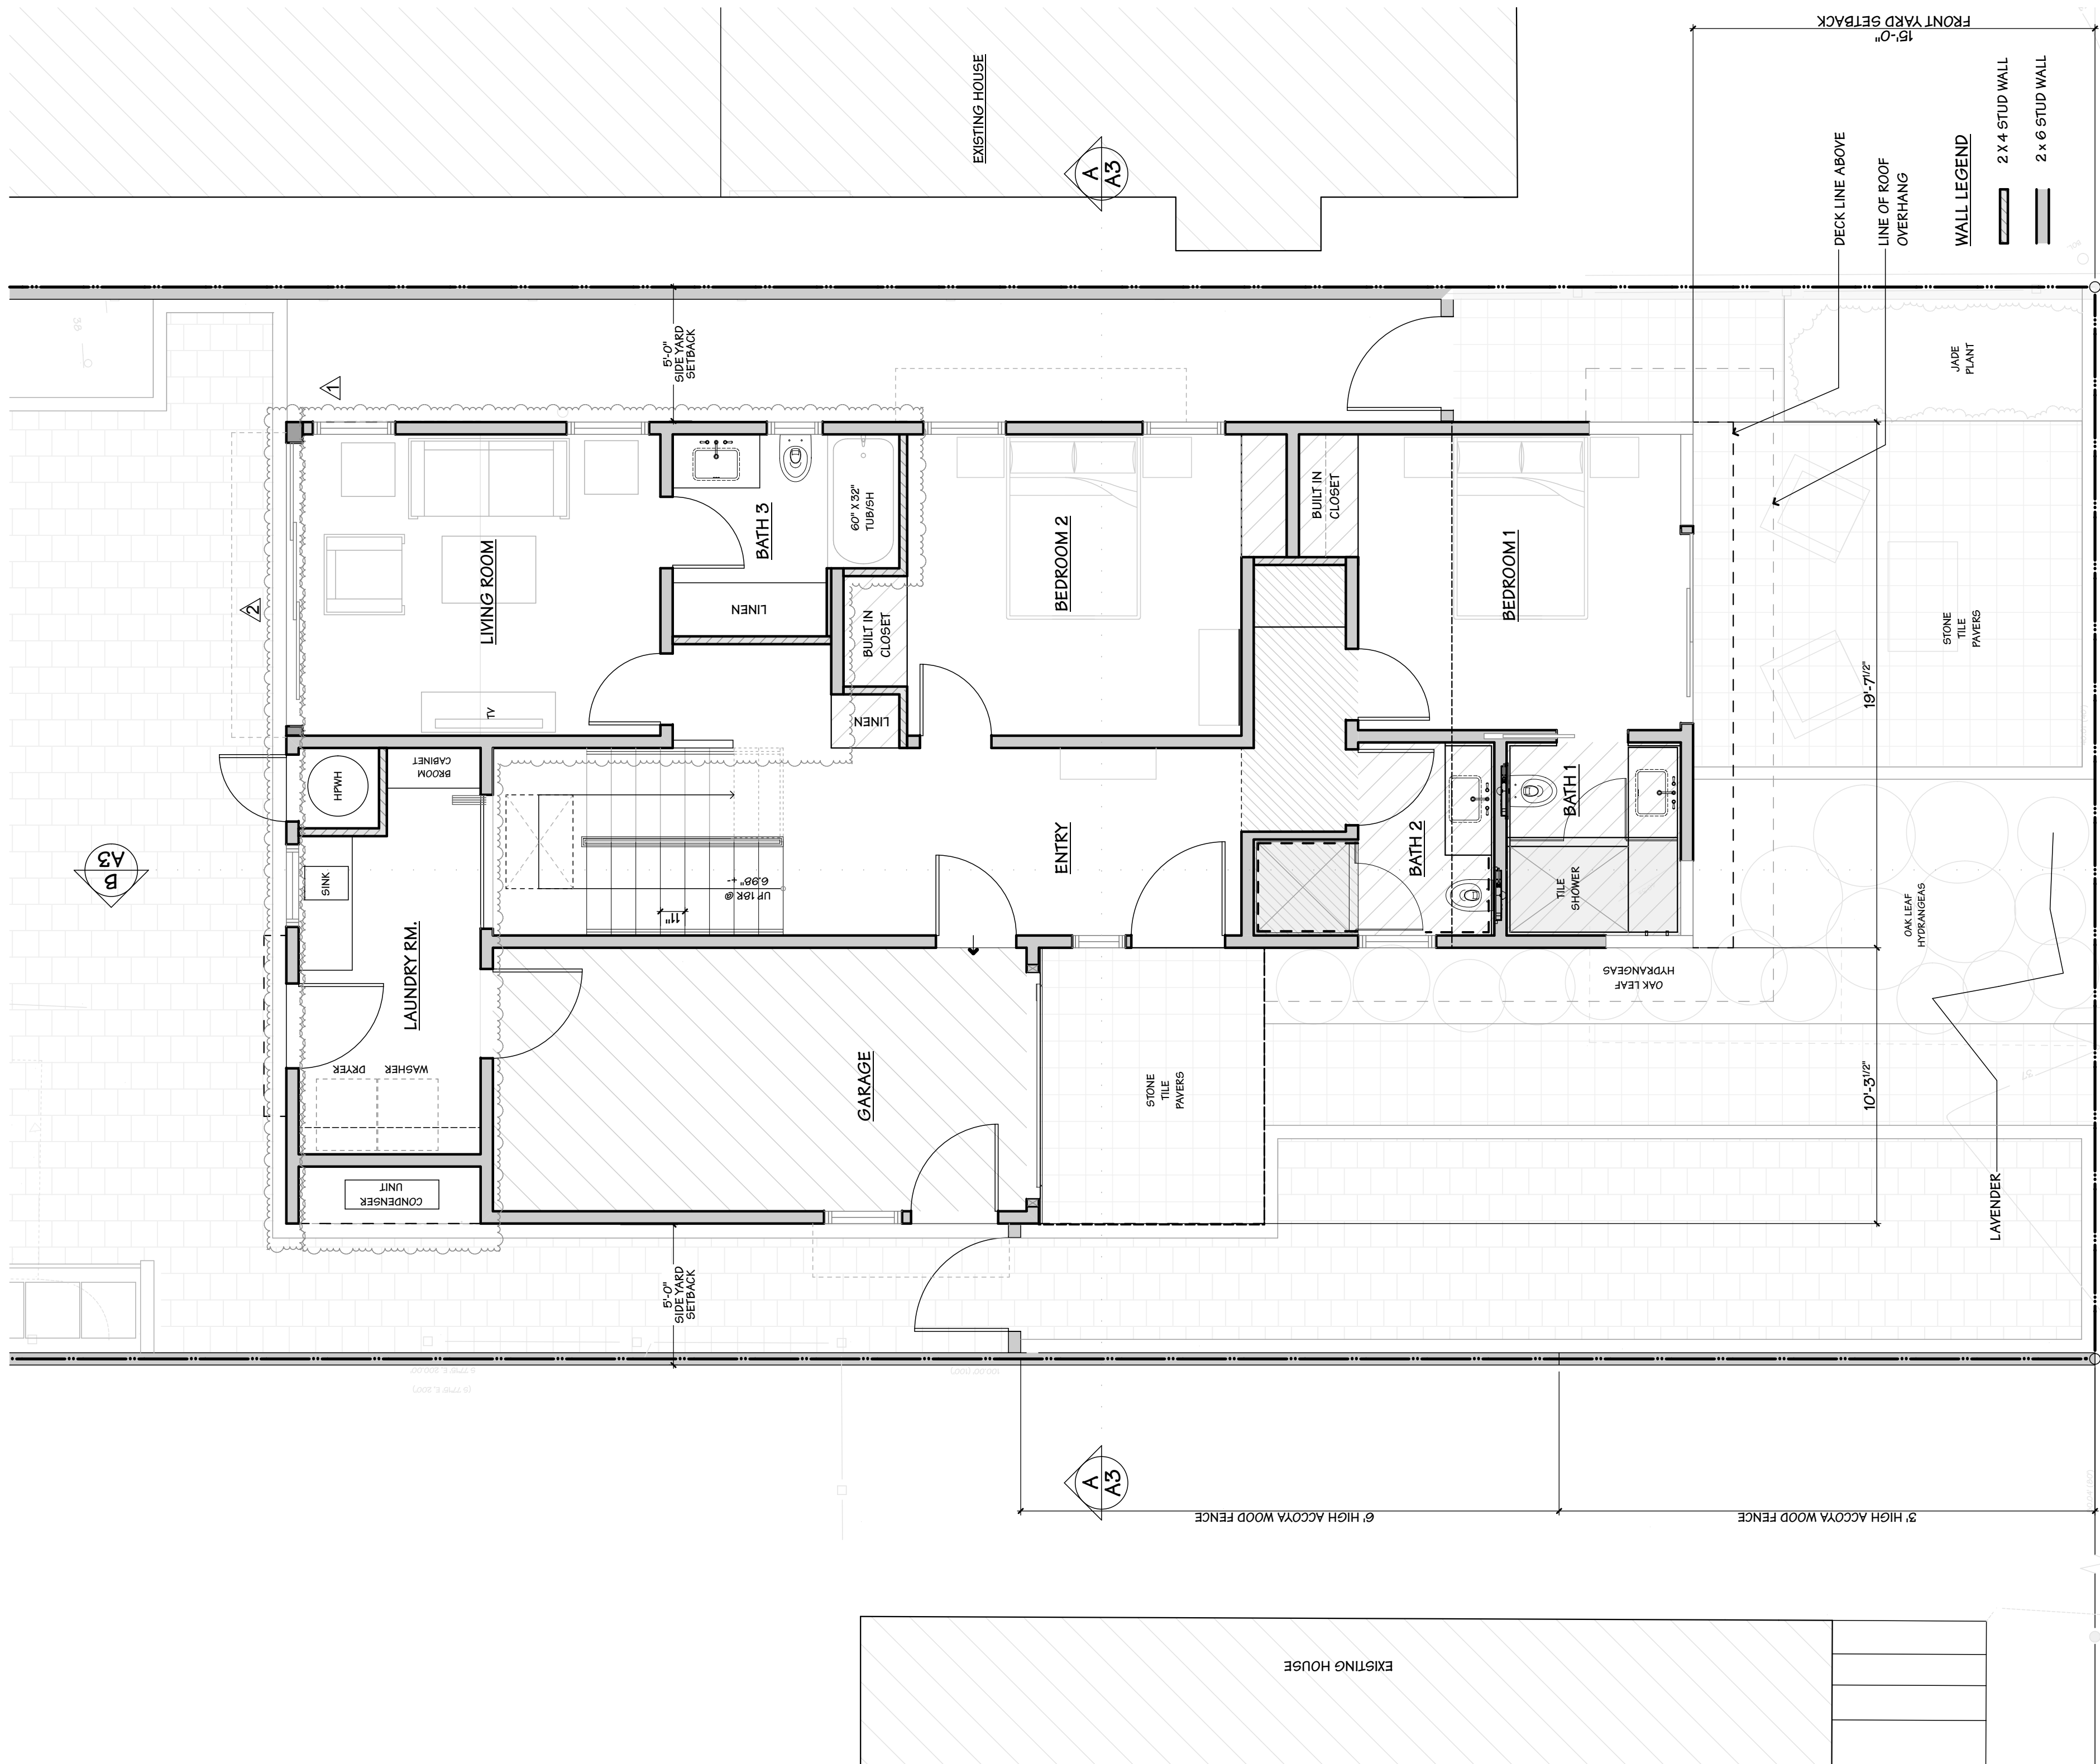 EXISTING HOUSE
A
A3
15'-0"
FRONT YARD SETBACK
DECK LINE ABOVE
LINE OF ROOF
OVERHANG
WALL LEGEND
2 X 4 STUD WALL
2 x 6 STUD WALL
5'-0"
SIDE YARD
SETBACK
1
2
JADE
PLANT
LIVING ROOM
TV
BATH 3
60" X 32"
TUB/SH
LINEN
BUILT IN
CLOSET
LINEN
BEDROOM 2
BUILT IN
CLOSET
BEDROOM 1
STONE
TILE
PAVERS
19'-7 1/2"
HPWH
BROOM
CABINET
B
A3
SINK
LAUNDRY RM.
DRYER
WASHER
CONDENSER
UNIT
UP 18R @
6.98" +-
11"
ENTRY
BATH 2
BATH 1
TILE
SHOWER
OAK LEAF
HYDRANGEAS
OAK LEAF
HYDRANGEAS
GARAGE
STONE
TILE
PAVERS
10'-3 1/2"
LAVENDER
5'-0"
SIDE YARD
SETBACK
A
A3
6' HIGH ACCOYA WOOD FENCE
3' HIGH ACCOYA WOOD FENCE
EXISTING HOUSE